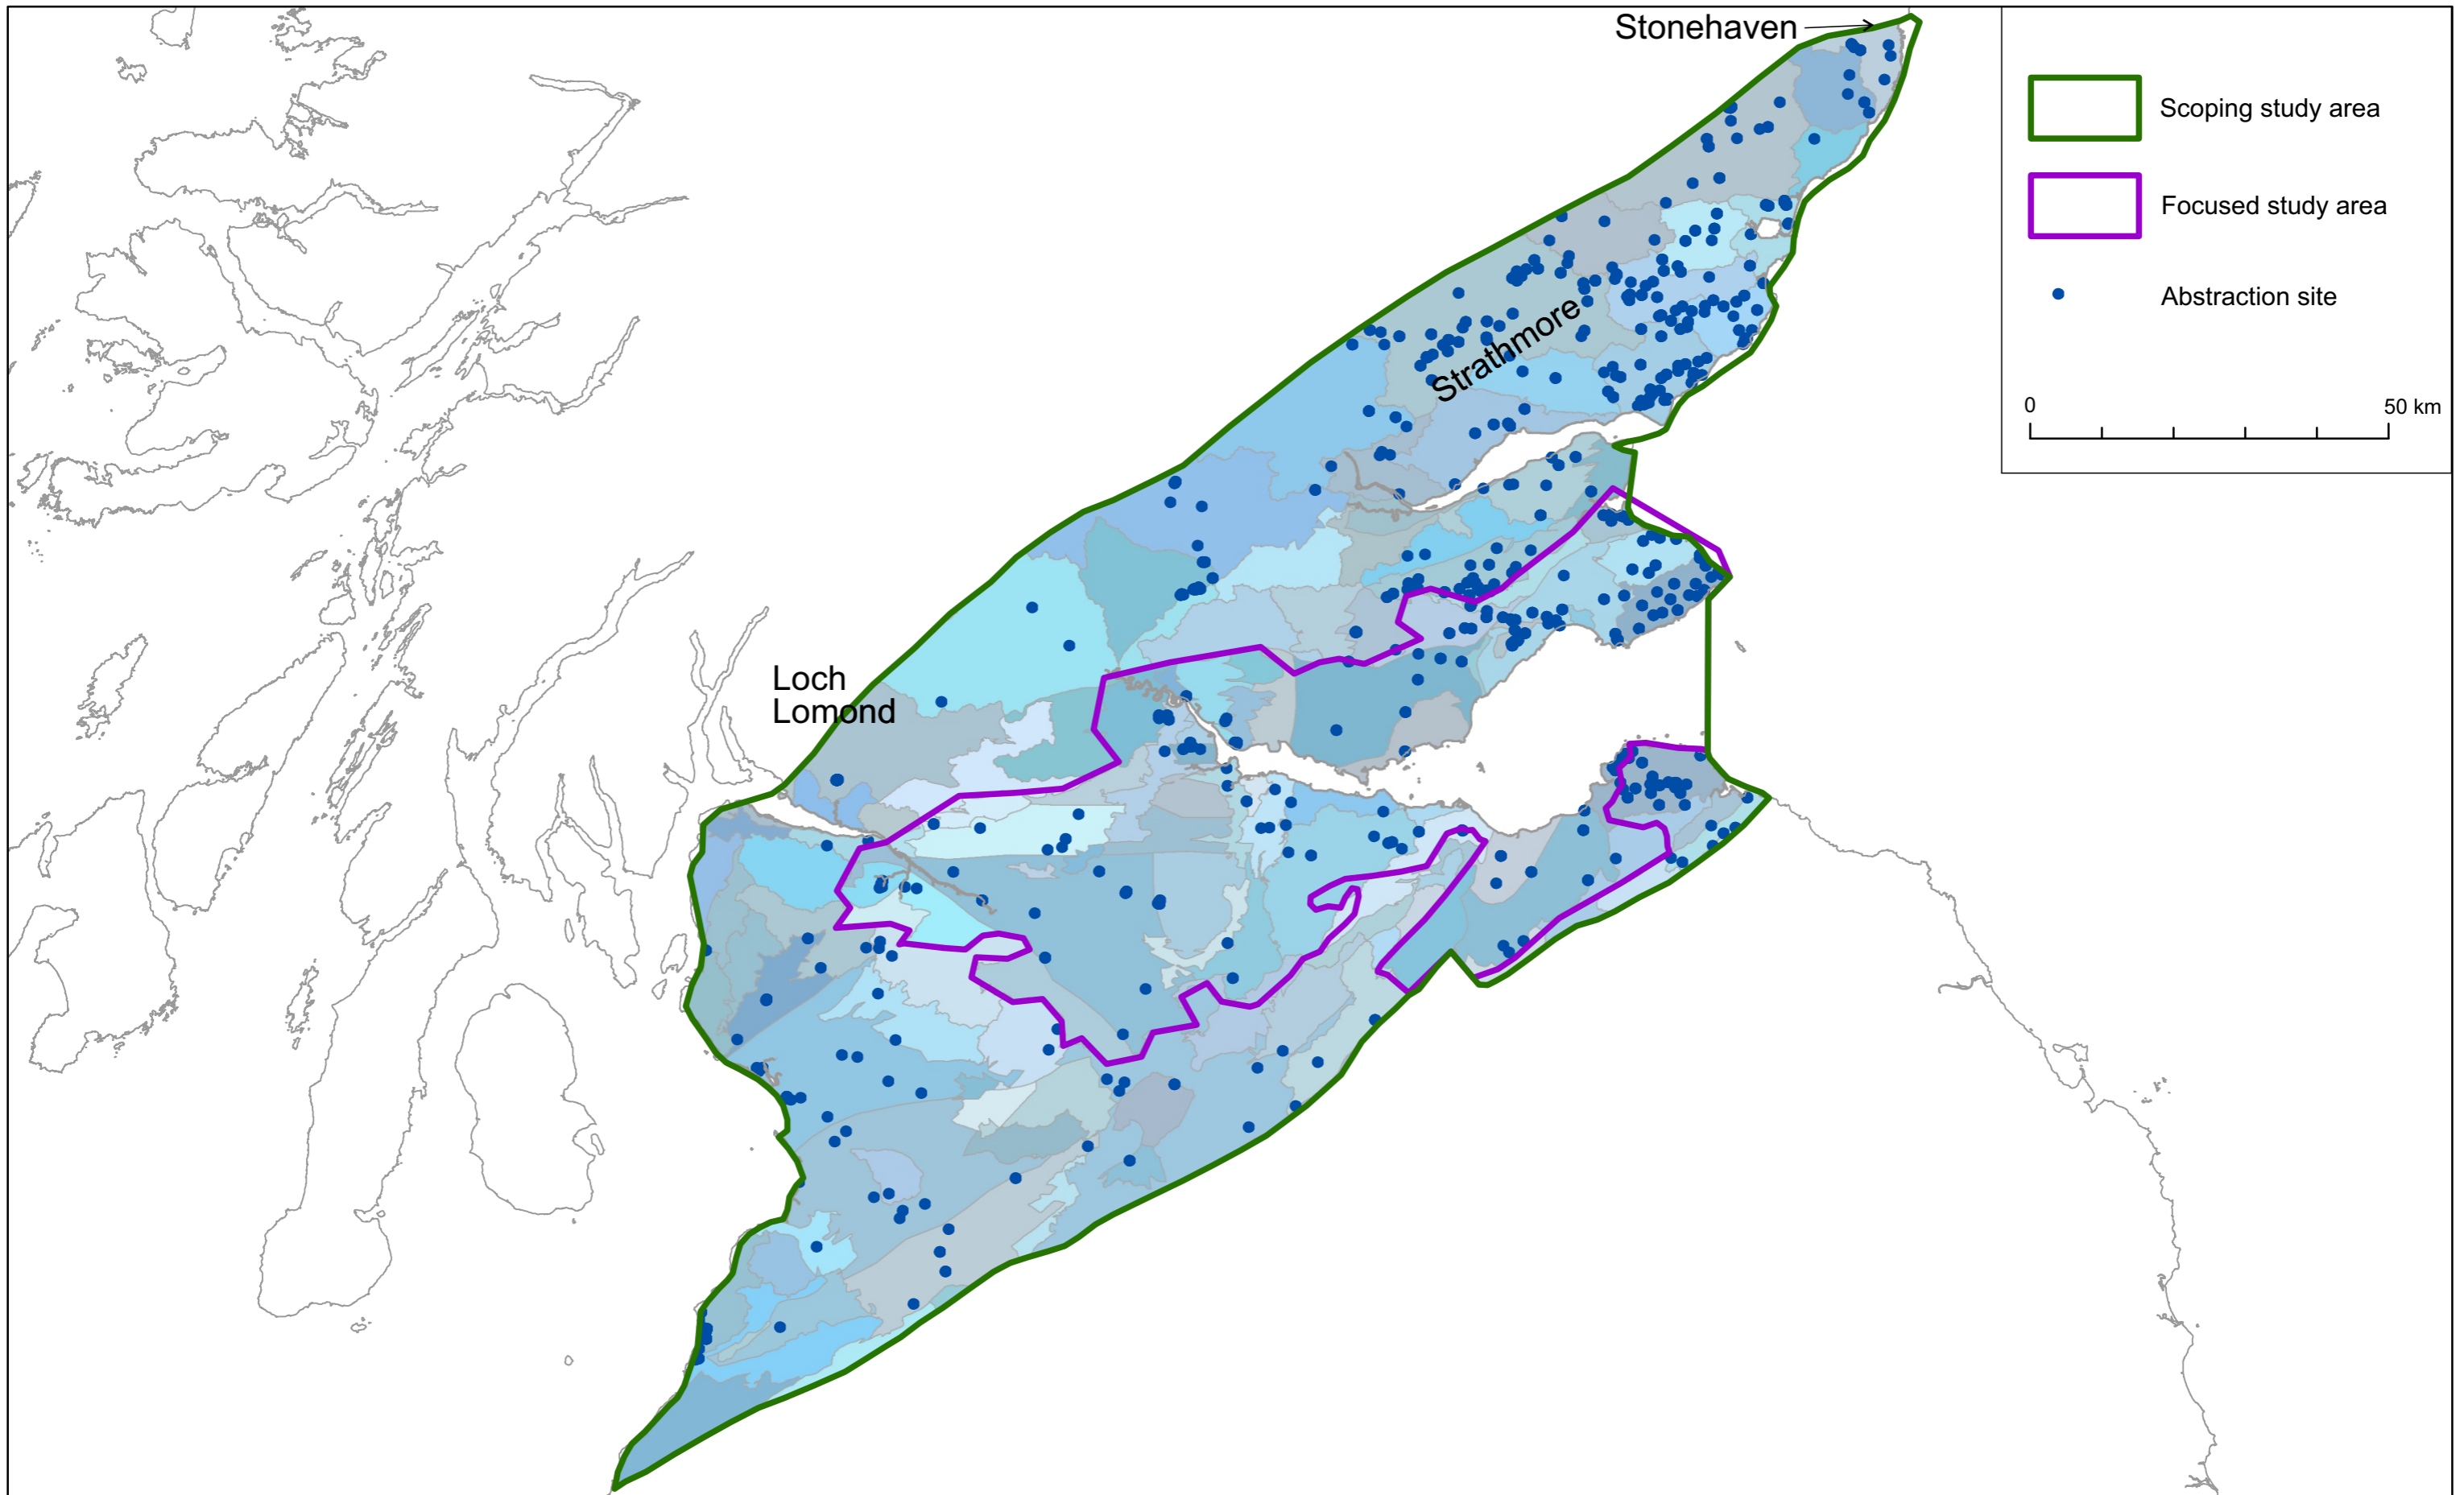 Stonehaven
Scoping study area
Focused study area
Abstraction site
0 50 km
Strathmore
Loch
Lomond